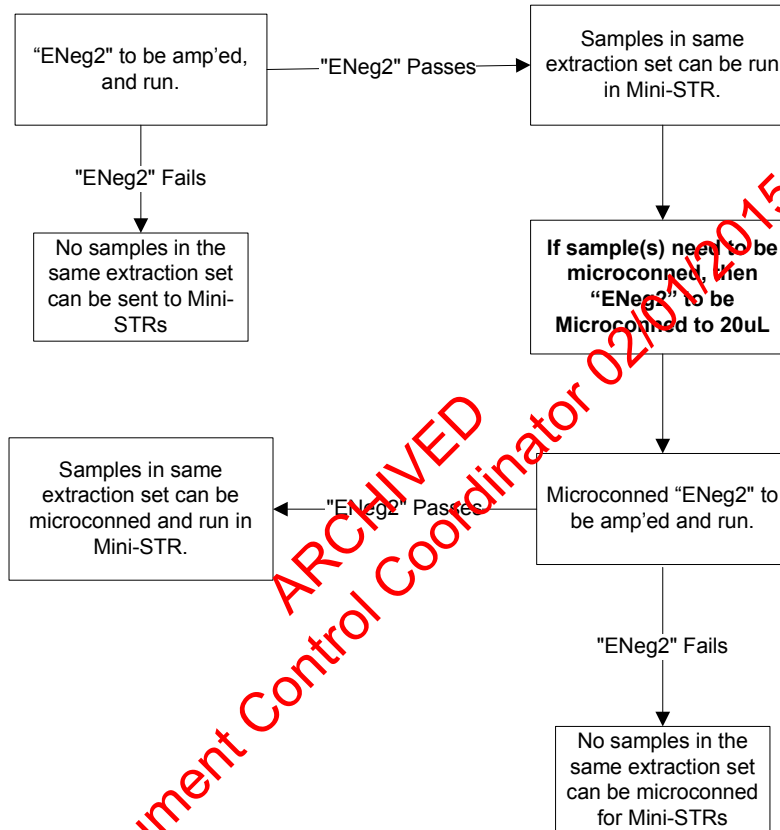 “ENeg2" to be amp’ed,
and run.
"ENeg2" Passes
Samples in same
extraction set can be run
in Mini-STR.
"ENeg2" Fails
No samples in the
same extraction set
can be sent to Mini-
STRs
If sample(s) need to be
microconned, then
“ENeg2” to be
Microconned to 20uL
Samples in same
extraction set can be
microconned and run in
Mini-STR.
"ENeg2" Passes
Microconned “ENeg2" to
be amp’ed and run.
"ENeg2" Fails
No samples in the
same extraction set
can be microconned
for Mini-STRs
ARCHIVED
Control Coordinator 02/01/2015